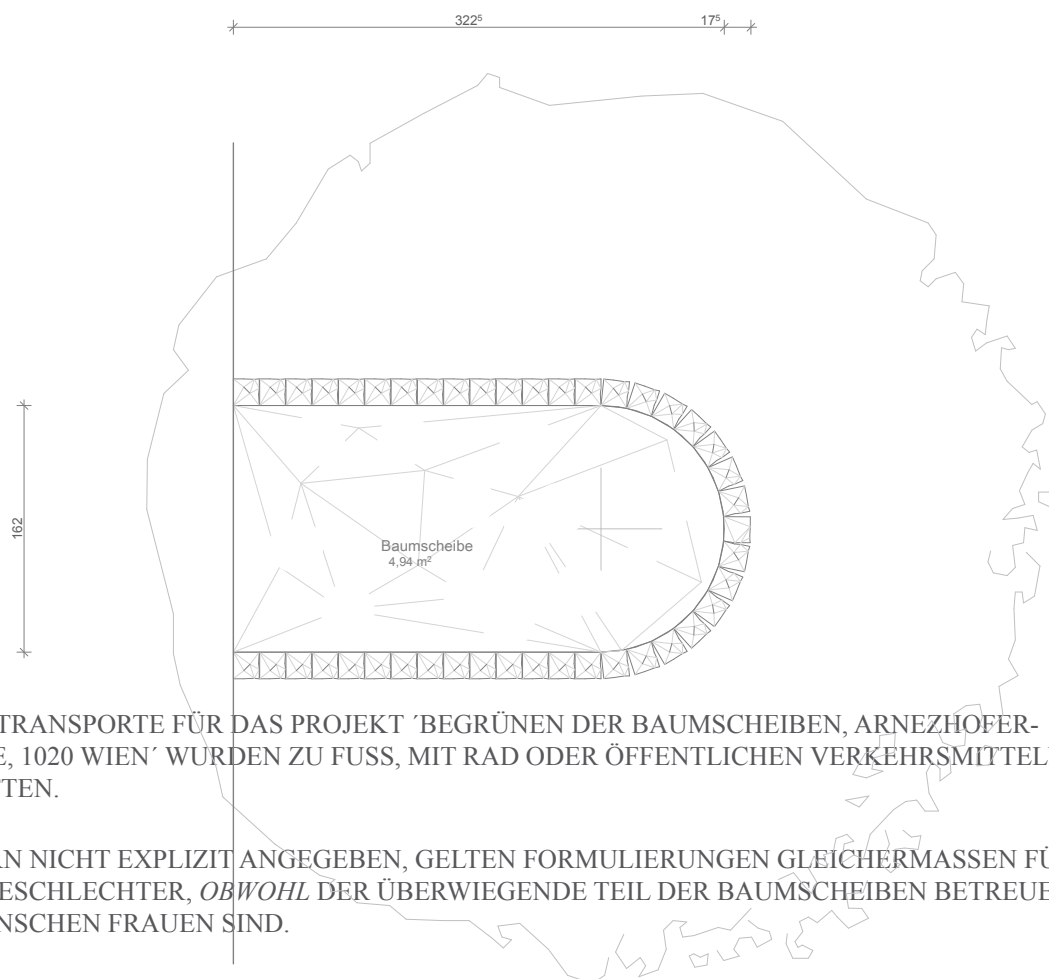 322⁵ 17⁵
162
Baumscheibe
4,94 m²
TRANSPORTE FÜR DAS PROJEKT ´BEGRÜNEN DER BAUMSCHEIBEN, ARNEZHOFER-
E, 1020 WIEN´ WURDEN ZU FUSS, MIT RAD ODER ÖFFENTLICHEN VERKEHRSMITTEL
TEN.
RN NICHT EXPLIZIT ANGEGEBEN, GELTEN FORMULIERUNGEN GLEICHERMASSEN FÜ
ESCHLECHTER, OBWOHL DER ÜBERWIEGENDE TEIL DER BAUMSCHEIBEN BETREUE
NSCHEN FRAUEN SIND.